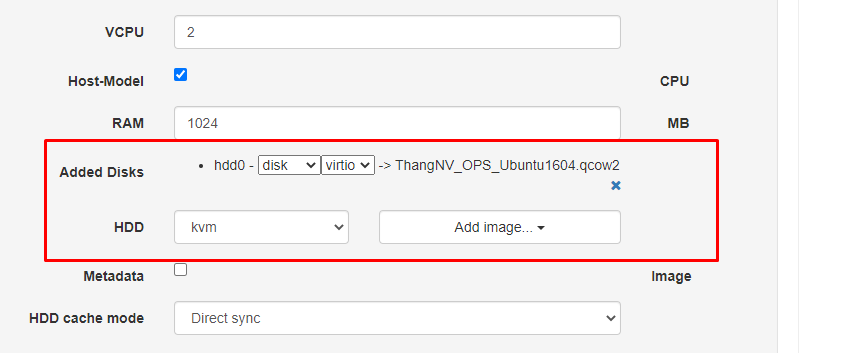 VCPU 2
Host-Model CPU
RAM 1024 MB
Added Disks hdd0 - disk virtio -> ThangNV_OPS_Ubuntu1604.qcow2
HDD kvm Add image...
Metadata Image
HDD cache mode Direct sync